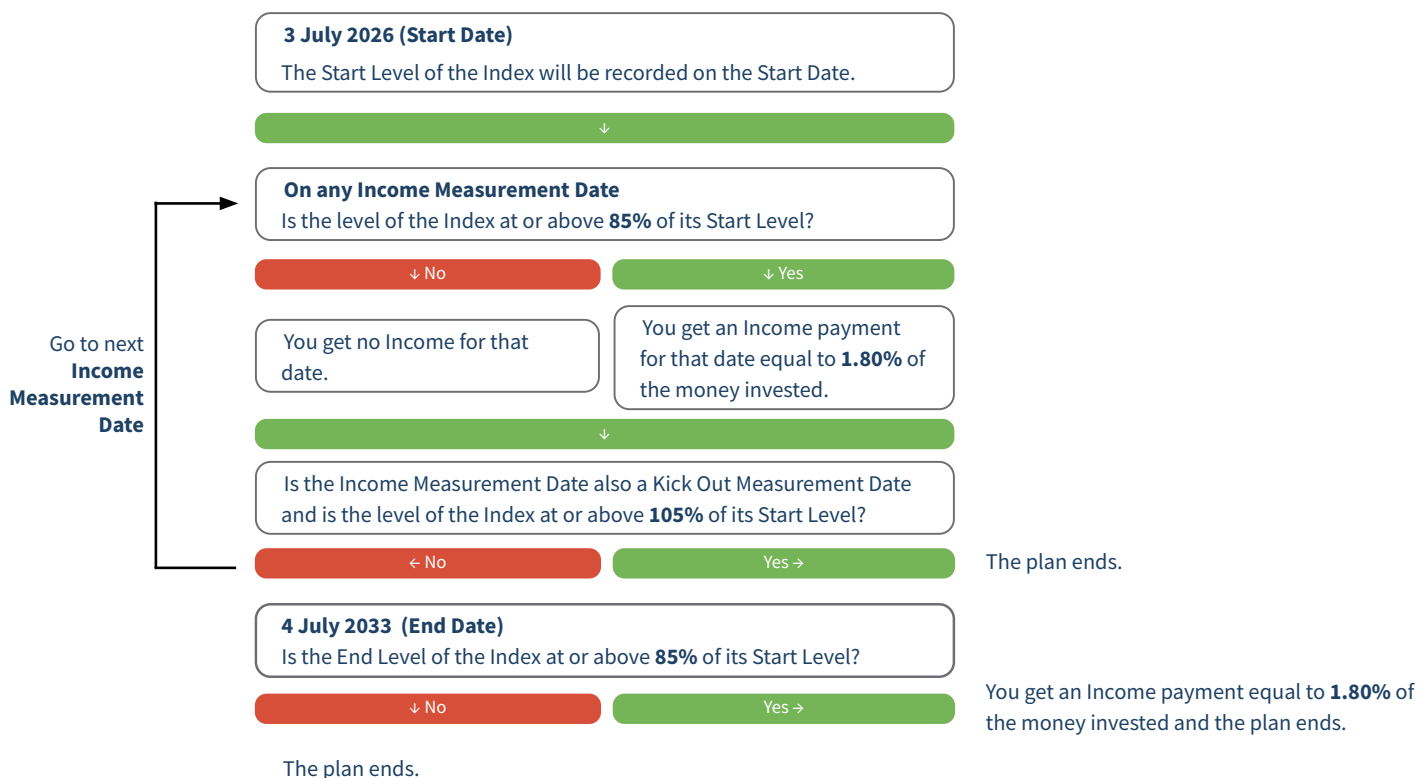 3 July 2026 (Start Date)
The Start Level of the Index will be recorded on the Start Date.
↓
On any Income Measurement Date
Is the level of the Index at or above 85% of its Start Level?
↓ No
↓ Yes
You get no Income for that
date.
You get an Income payment
for that date equal to 1.80% of
the money invested.
Go to next
Income
Measurement
Date
↓
Is the Income Measurement Date also a Kick Out Measurement Date
and is the level of the Index at or above 105% of its Start Level?
← No
Yes →
The plan ends.
4 July 2033 (End Date)
Is the End Level of the Index at or above 85% of its Start Level?
↓ No
Yes →
You get an Income payment equal to 1.80% of
the money invested and the plan ends.
The plan ends.